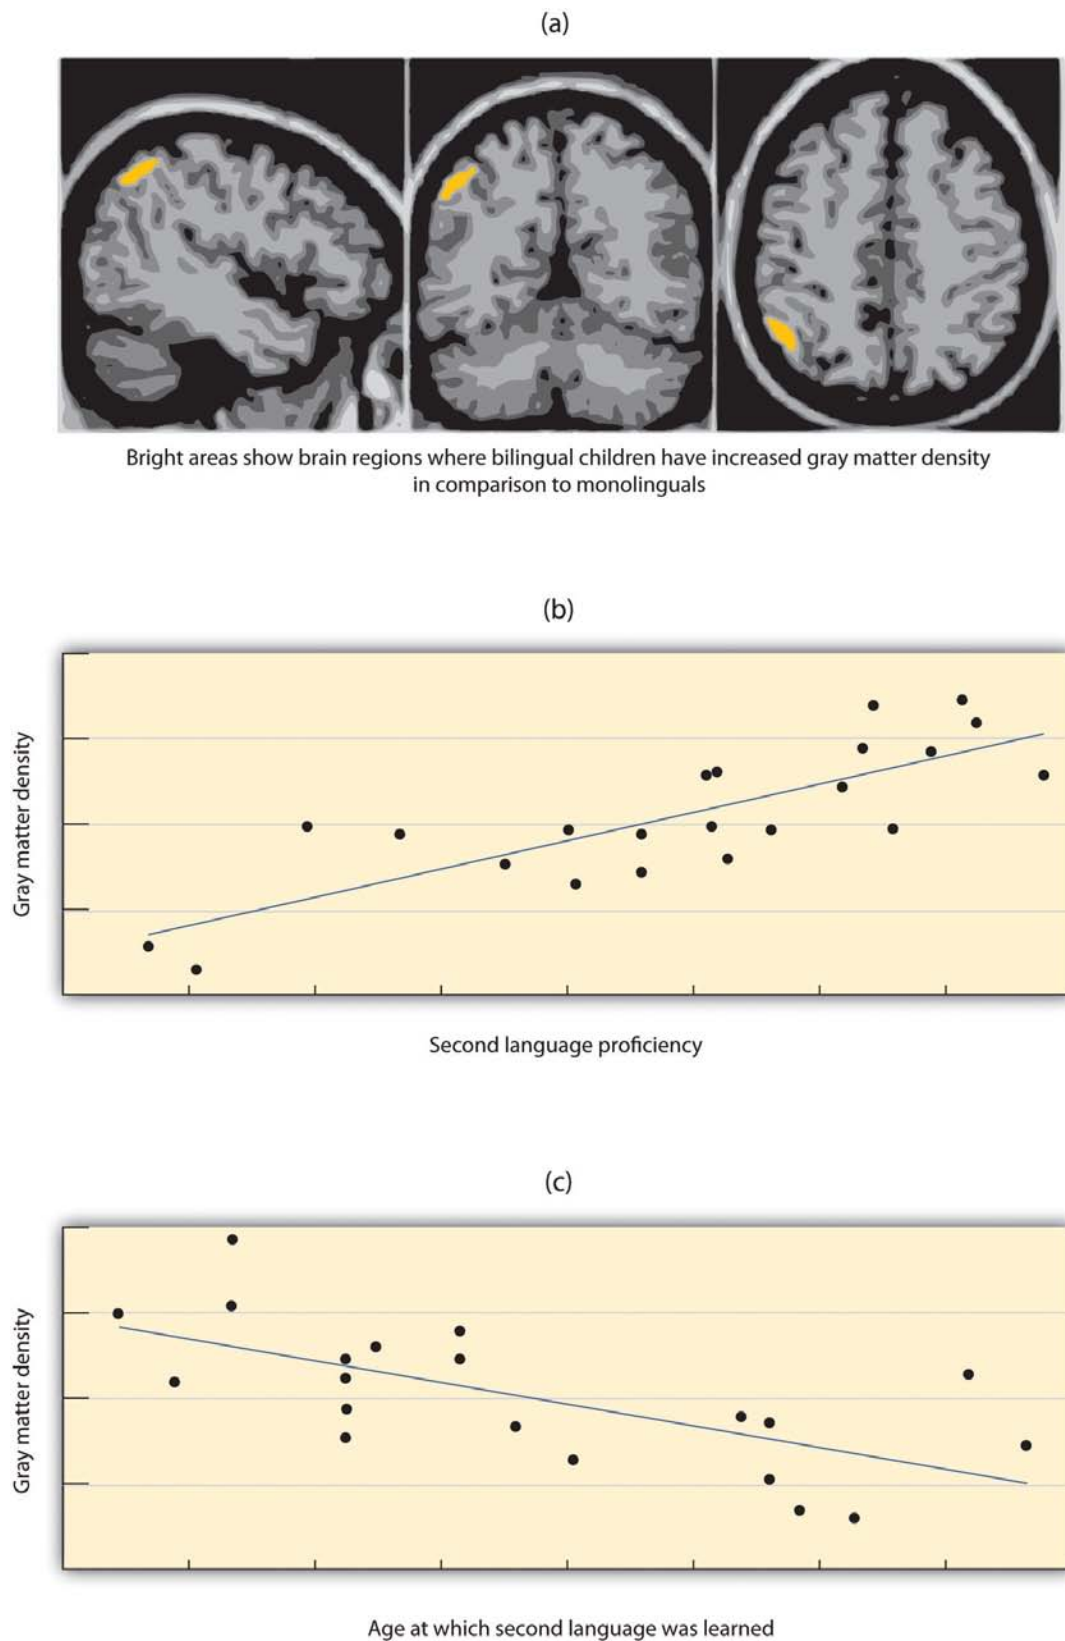 (a)
Bright areas show brain regions where bilingual children have increased gray matter density
in comparison to monolinguals
(b)
Gray matter density
Second language proficiency
(c)
Gray matter density
Age at which second language was learned